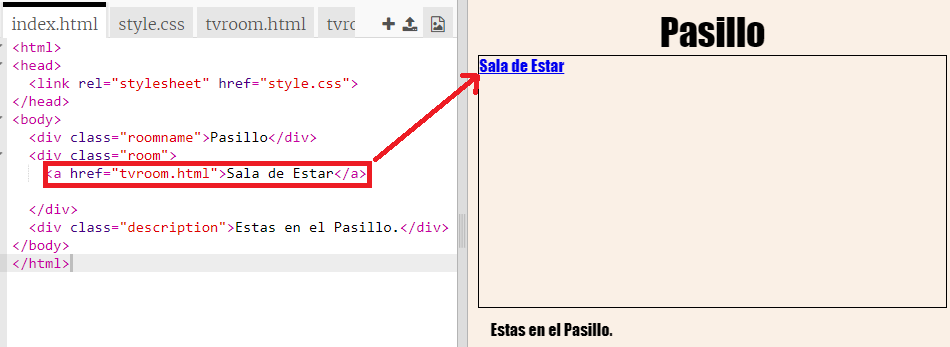 index.html style.css tvroom.html tvro
<html>
<head>
<link rel="stylesheet" href="style.css">
</head>
<body>
<div class="roomname">Pasillo</div>
<div class="room">
<a href="tvroom.html">Sala de Estar</a>
</div>
<div class="description">Estas en el Pasillo.</div>
</body>
</html>
Pasillo
Sala de Estar
Estas en el Pasillo.